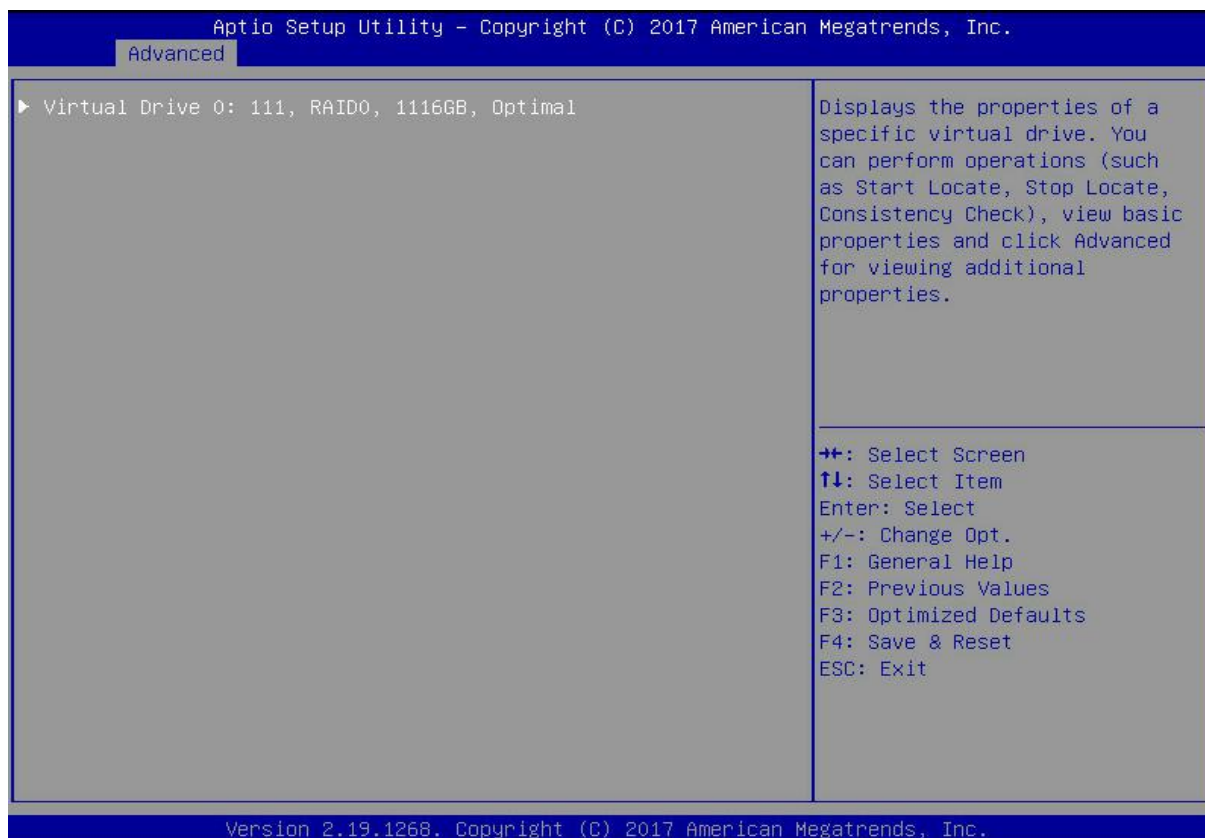 Aptio Setup Utility – Copyright (C) 2017 American Megatrends, Inc.
Advanced
▶ Virtual Drive 0: 111, RAID0, 1116GB, Optimal
Displays the properties of a
specific virtual drive. You
can perform operations (such
as Start Locate, Stop Locate,
Consistency Check), view basic
properties and click Advanced
for viewing additional
properties.
→←: Select Screen
↑↓: Select Item
Enter: Select
+/-: Change Opt.
F1: General Help
F2: Previous Values
F3: Optimized Defaults
F4: Save & Reset
ESC: Exit
Version 2.19.1268. Copyright (C) 2017 American Megatrends, Inc.